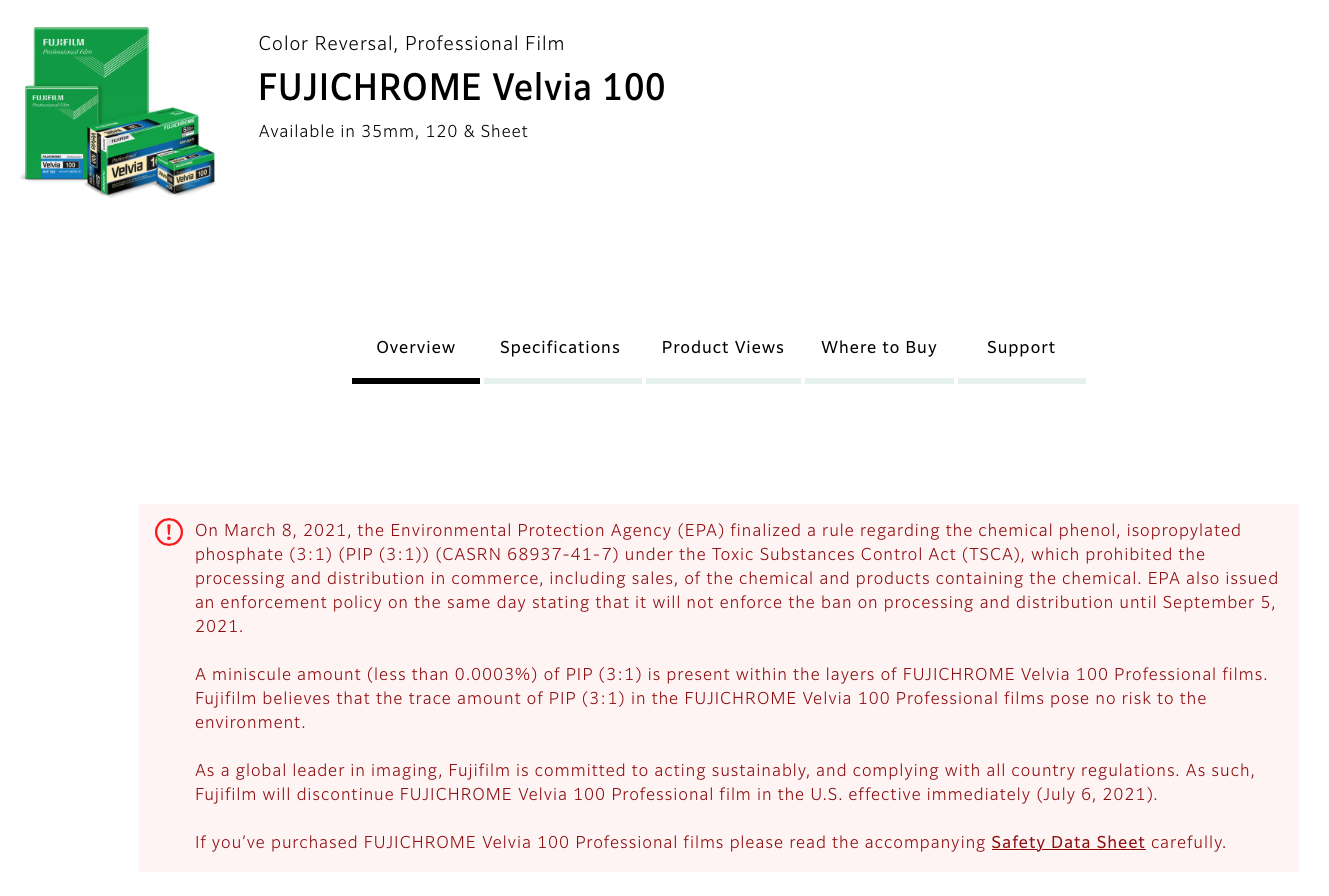 FUJIFILM
Professional Film
FUJIFILM
Professional Film
Velvia 100
FUJICHROME
FUJIFILM
Professional
Velvia 10
Velvia 100
Color Reversal, Professional Film
FUJICHROME Velvia 100
Available in 35mm, 120 & Sheet
Overview
Specifications
Product Views
Where to Buy
Support
On March 8, 2021, the Environmental Protection Agency (EPA) finalized a rule regarding the chemical phenol, isopropylated
phosphate (3:1) (PIP (3:1)) (CASRN 68937-41-7) under the Toxic Substances Control Act (TSCA), which prohibited the
processing and distribution in commerce, including sales, of the chemical and products containing the chemical. EPA also issued
an enforcement policy on the same day stating that it will not enforce the ban on processing and distribution until September 5,
2021.
A miniscule amount (less than 0.0003%) of PIP (3:1) is present within the layers of FUJICHROME Velvia 100 Professional films.
Fujifilm believes that the trace amount of PIP (3:1) in the FUJICHROME Velvia 100 Professional films pose no risk to the
environment.
As a global leader in imaging, Fujifilm is committed to acting sustainably, and complying with all country regulations. As such,
Fujifilm will discontinue FUJICHROME Velvia 100 Professional film in the U.S. effective immediately (July 6, 2021).
If you’ve purchased FUJICHROME Velvia 100 Professional films please read the accompanying Safety Data Sheet carefully.